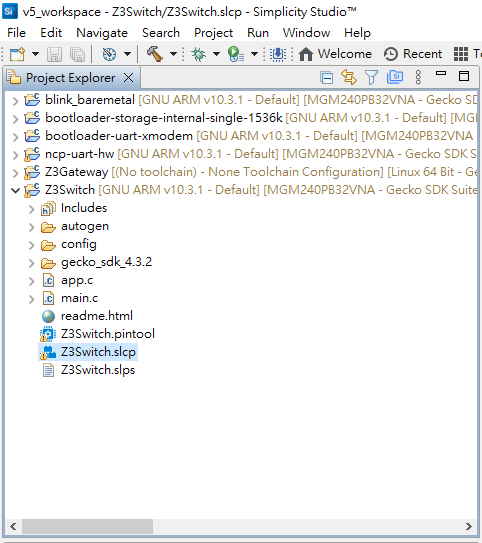 v5_workspace - Z3Switch/Z3Switch.slcp - Simplicity Studio™
File Edit Navigate Search Project Run Window Help
Welcome Recent
Project Explorer
blink_baremetal [GNU ARM v10.3.1 - Default] [MGM240PB32VNA - Gecko SD
bootloader-storage-internal-single-1536k [GNU ARM v10.3.1 - Default] [M
bootloader-uart-xmodem [GNU ARM v10.3.1 - Default] [MGM240PB32VNA
ncp-uart-hw [GNU ARM v10.3.1 - Default] [MGM240PB32VNA - Gecko SDK
Z3Gateway [(No toolchain) - None Toolchain Configuration] [Linux 64 Bit - Ge
Z3Switch [GNU ARM v10.3.1 - Default] [MGM240PB32VNA - Gecko SDK Suite
Includes
autogen
config
gecko_sdk_4.3.2
app.c
main.c
readme.html
Z3Switch.pintool
Z3Switch.slcp
Z3Switch.slps